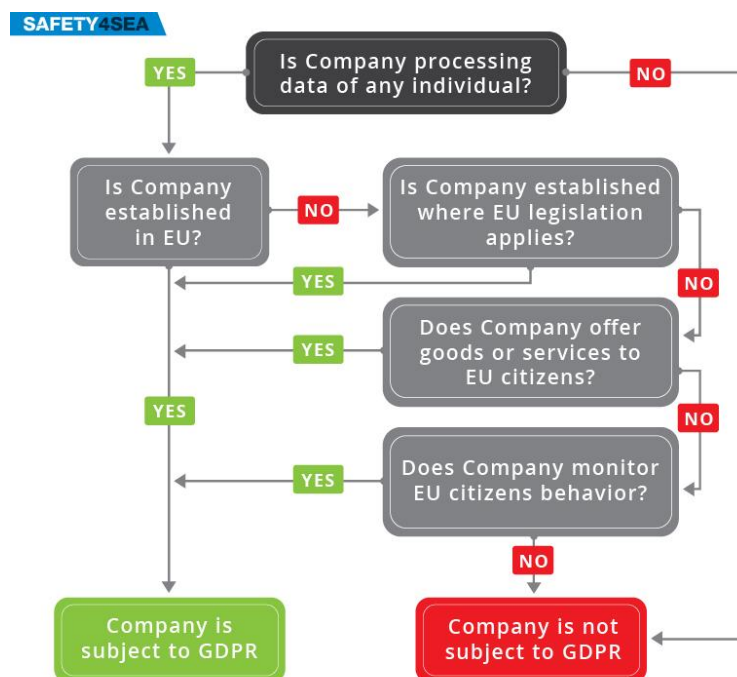 SAFETY4SEA
Is Company processing
data of any individual?
YES
NO
Is Company
established
in EU?
NO
Is Company established
where EU legislation
applies?
YES
NO
Does Company offer
goods or services to
EU citizens?
YES
NO
YES
Does Company monitor
EU citizens behavior?
YES
NO
Company is
subject to GDPR
Company is not
subject to GDPR